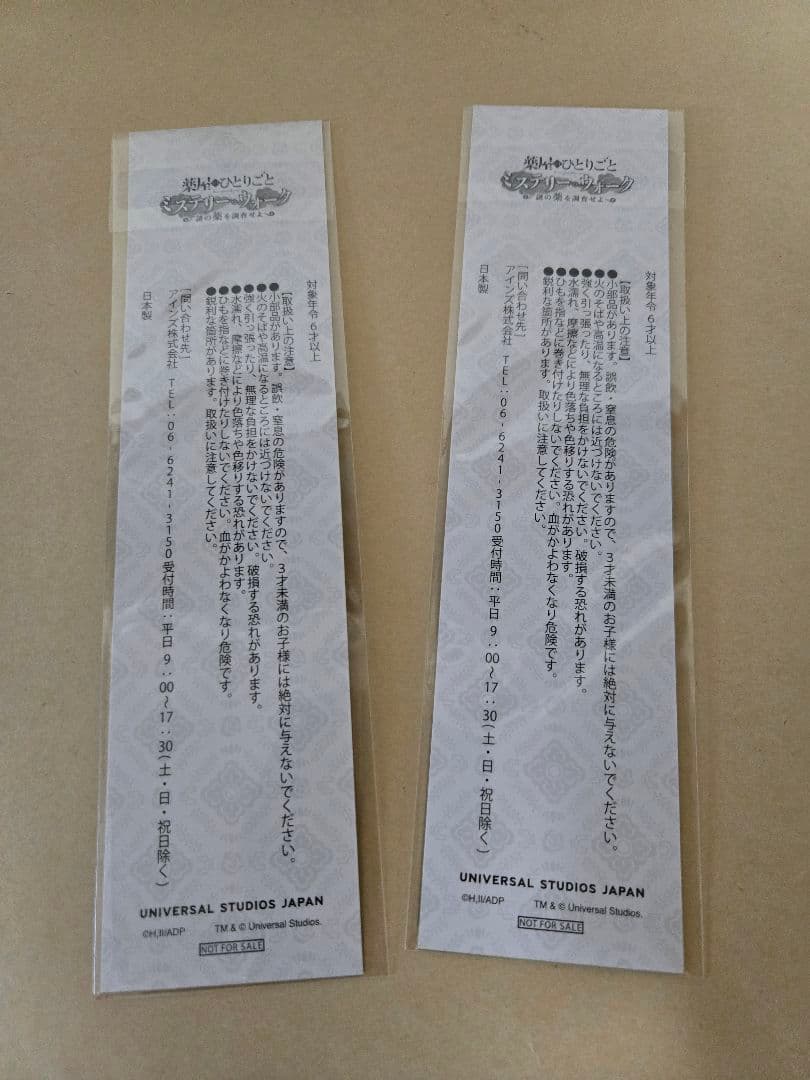 薬屋のひとりごと
ミステリー・ウォーク
～謎の薬を調査せよ～
対象年令 6才以上
【取扱い上の注意】
●小部品があります。誤飲・窒息の危険がありますので、3才未満のお子様には絶対に与えないでください。
●火のそばや高温になるところには近づけないでください。
●強く引っ張ったり、無理な負担をかけないでください。破損する恐れがあります。
●水濡れ、摩擦などにより色落ちや色移りする恐れがあります。
●ひもを指などに巻き付けたりしないでください。血がかよわなくなり危険です。
●鋭利な箇所があります。取扱いに注意してください。
[問い合わせ先]
アインズ株式会社 TEL:06-6241-3150 受付時間:平日 9:00～17:30(土・日・祝日除く)
日本製
UNIVERSAL STUDIOS JAPAN
©H,II/ADP TM & © Universal Studios.
NOT FOR SALE
薬屋のひとりごと
ミステリー・ウォーク
～謎の薬を調査せよ～
対象年令 6才以上
【取扱い上の注意】
●小部品があります。誤飲・窒息の危険がありますので、3才未満のお子様には絶対に与えないでください。
●火のそばや高温になるところには近づけないでください。
●強く引っ張ったり、無理な負担をかけないでください。破損する恐れがあります。
●水濡れ、摩擦などにより色落ちや色移りする恐れがあります。
●ひもを指などに巻き付けたりしないでください。血がかよわなくなり危険です。
●鋭利な箇所があります。取扱いに注意してください。
[問い合わせ先]
アインズ株式会社 TEL:06-6241-3150 受付時間:平日 9:00～17:30(土・日・祝日除く)
日本製
UNIVERSAL STUDIOS JAPAN
©H,II/ADP TM & © Universal Studios.
NOT FOR SALE